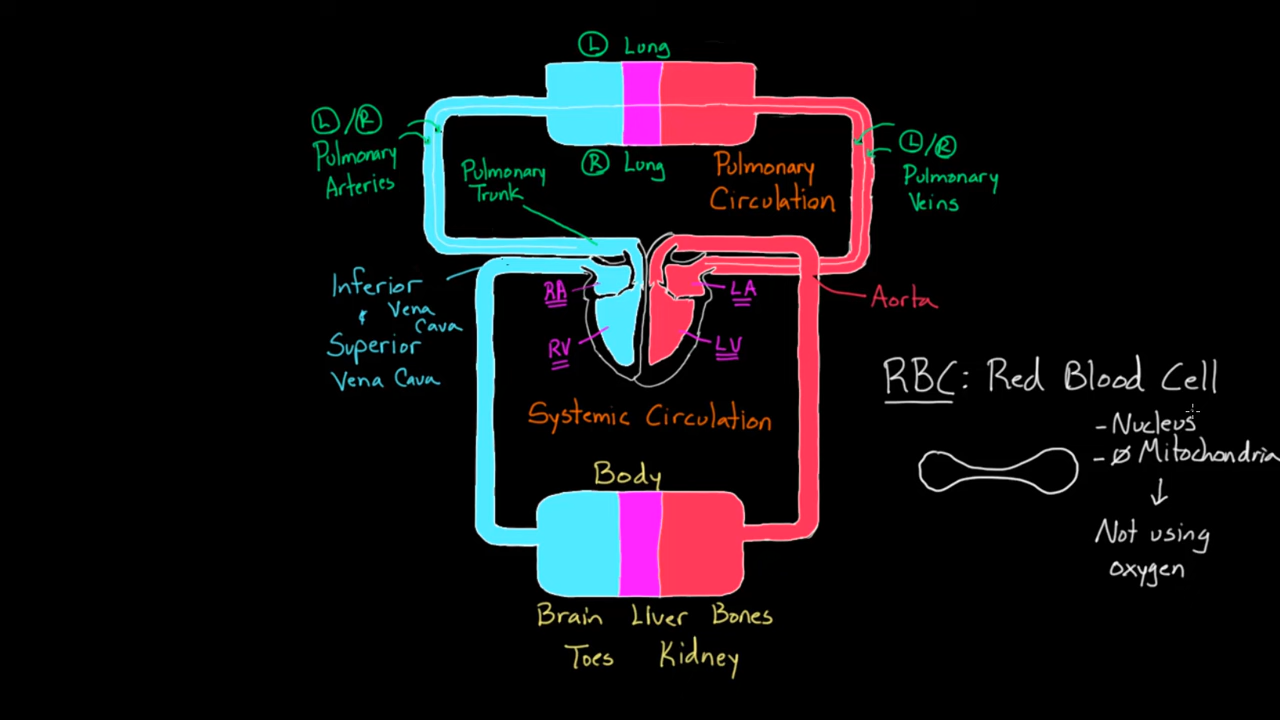 Ⓛ Lung
Ⓛ/Ⓡ
Pulmonary
Arteries
Pulmonary
Trunk
Ⓡ Lung
Pulmonary
Circulation
Ⓛ/Ⓡ
Pulmonary
Veins
Inferior
& Vena
Cava
Superior
Vena Cava
RA
LA
RV
LV
Aorta
Systemic Circulation
RBC: Red Blood Cell
- Nucleus
- Ø Mitochondria
↓
Not using
oxygen
Body
Brain Liver Bones
Toes Kidney